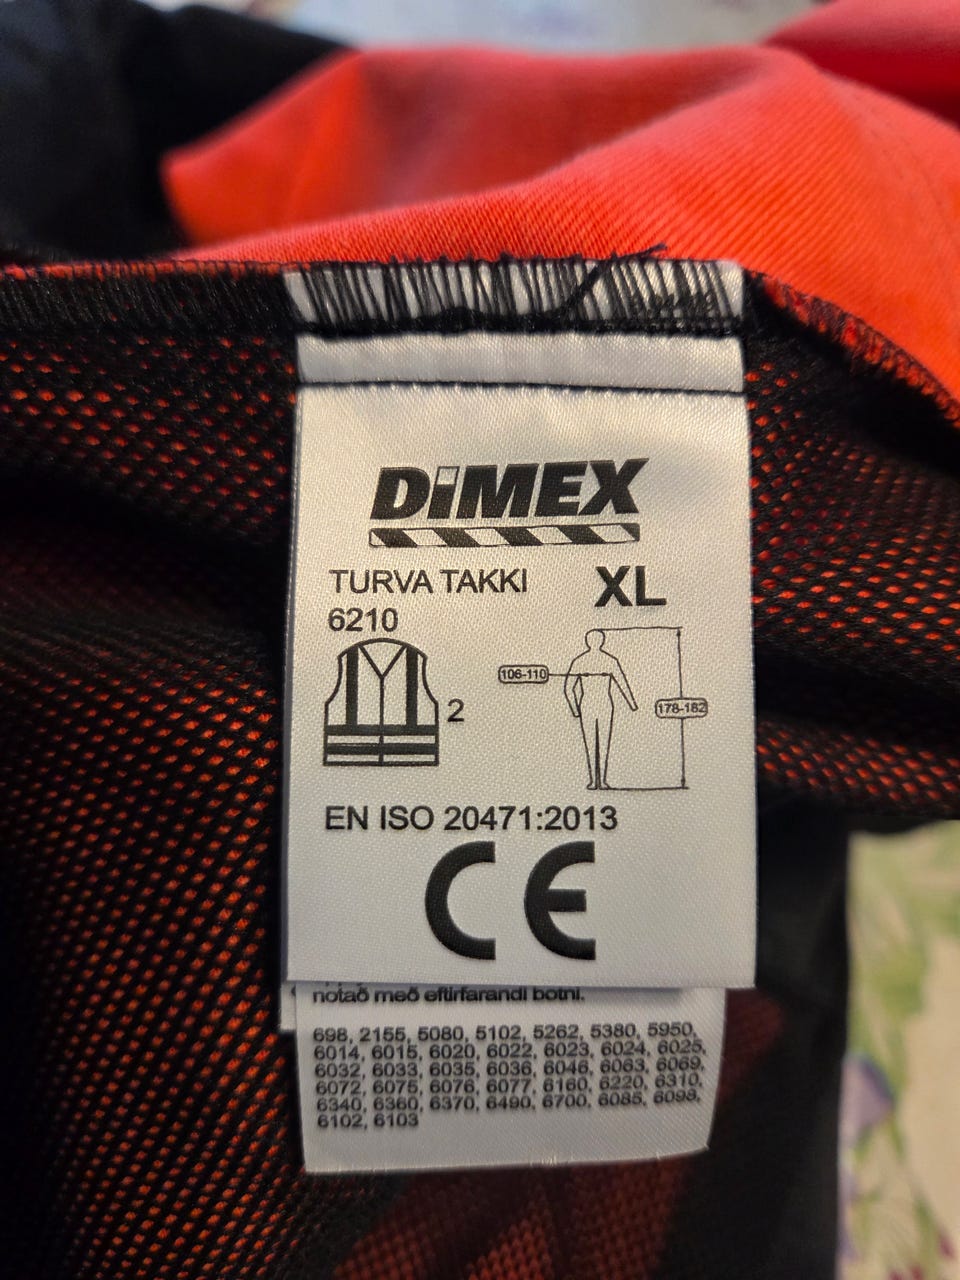 DiMEX
TURVA TAKKI XL
6210
106-110
178-182
2
EN ISO 20471:2013
CE
notað með eftirfarandi botni.
698, 2155, 5080, 5102, 5262, 5380, 5950,
6014, 6015, 6020, 6022, 6023, 6024, 6025,
6032, 6033, 6035, 6036, 6046, 6063, 6069,
6072, 6075, 6076, 6077, 6160, 6220, 6310,
6340, 6360, 6370, 6490, 6700, 6085, 6098,
6102, 6103